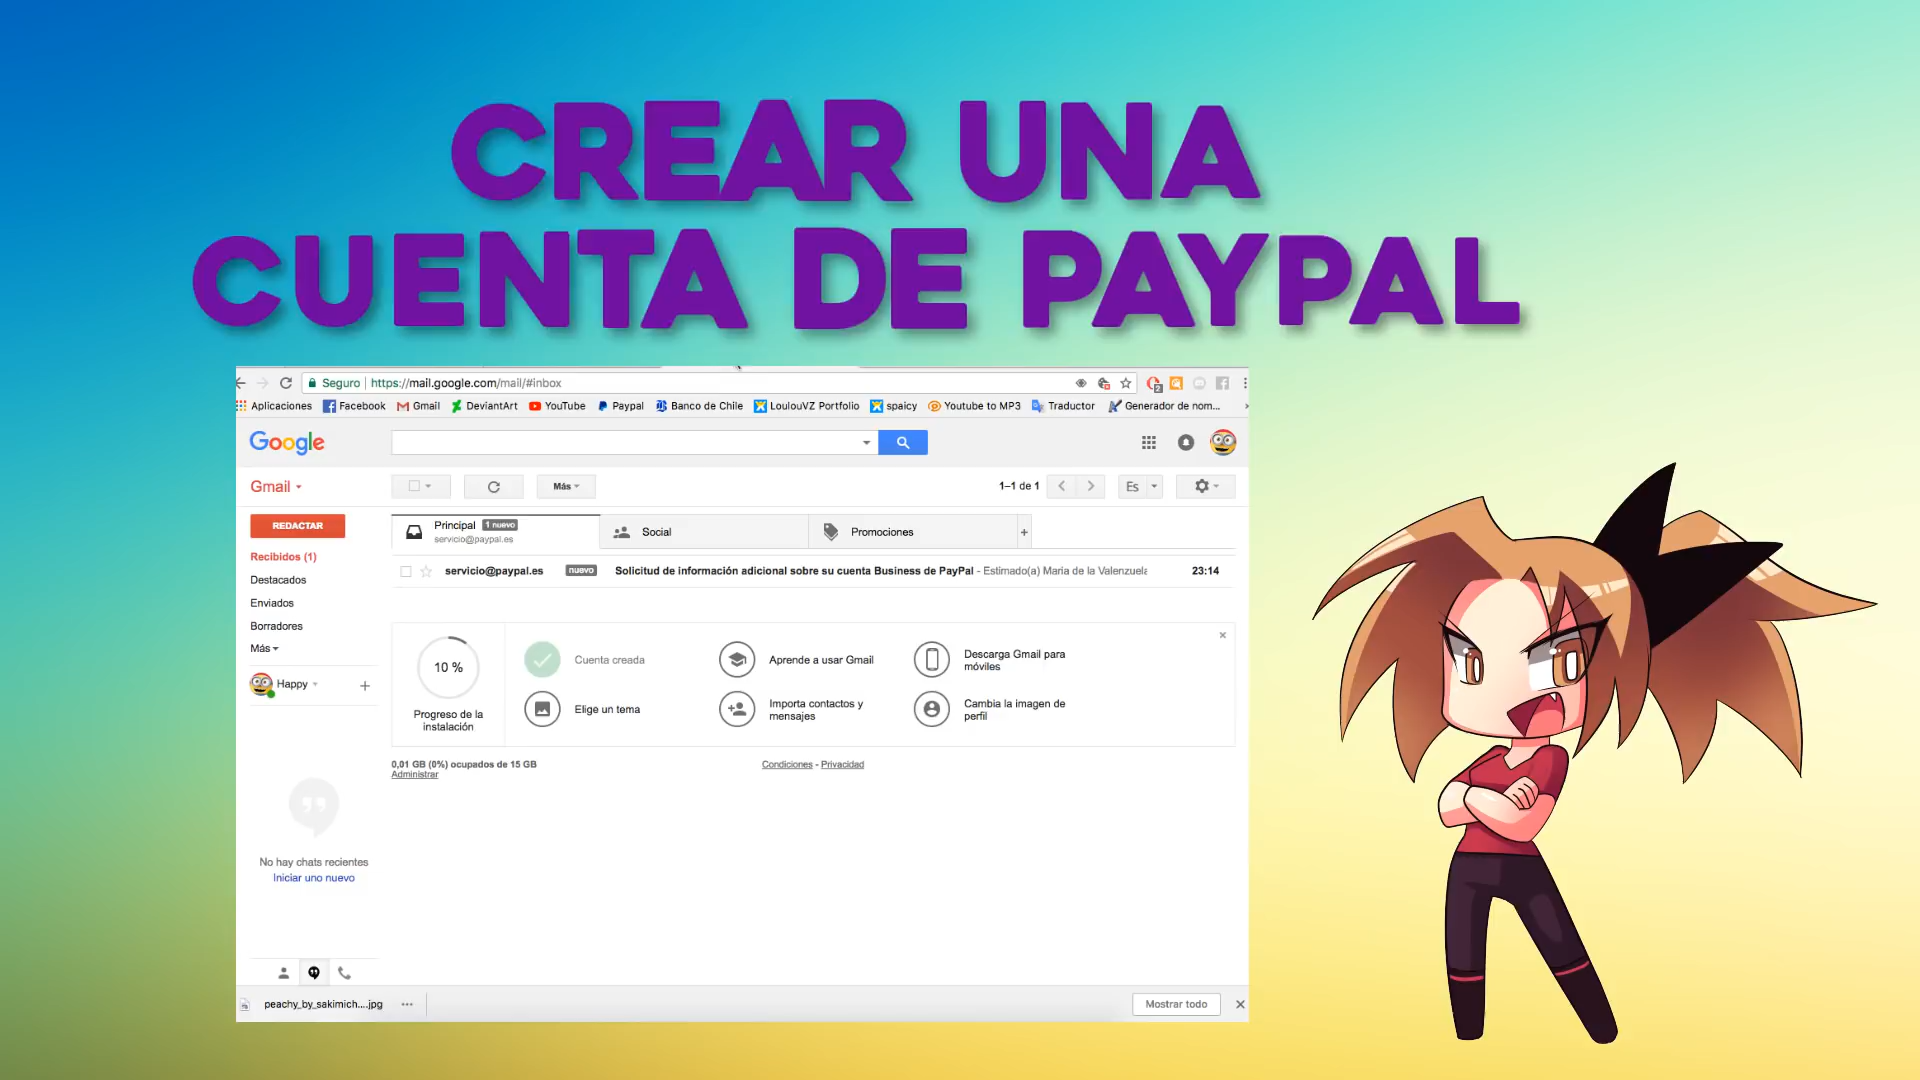 CREAR UNA
CUENTA DE PAYPAL
Seguro https://mail.google.com/mail/#inbox
Aplicaciones Facebook Gmail DeviantArt YouTube Paypal Banco de Chile LoulouVZ Portfolio spaicy Youtube to MP3 Traductor Generador de nom...
Google
Gmail
Más
1–1 de 1
Es
REDACTAR
Principal 1 nuevo
servicio@paypal.es
Social
Promociones
Recibidos (1)
Destacados
Enviados
Borradores
Más
Happy
servicio@paypal.es nuevo Solicitud de información adicional sobre su cuenta Business de PayPal - Estimado(a) Maria de la Valenzuela 23:14
10 %
Progreso de la
instalación
Cuenta creada
Aprende a usar Gmail
Descarga Gmail para
móviles
Elige un tema
Importa contactos y
mensajes
Cambia la imagen de
perfil
0,01 GB (0%) ocupados de 15 GB
Administrar
Condiciones - Privacidad
No hay chats recientes
Iniciar uno nuevo
peachy_by_sakimich....jpg
Mostrar todo